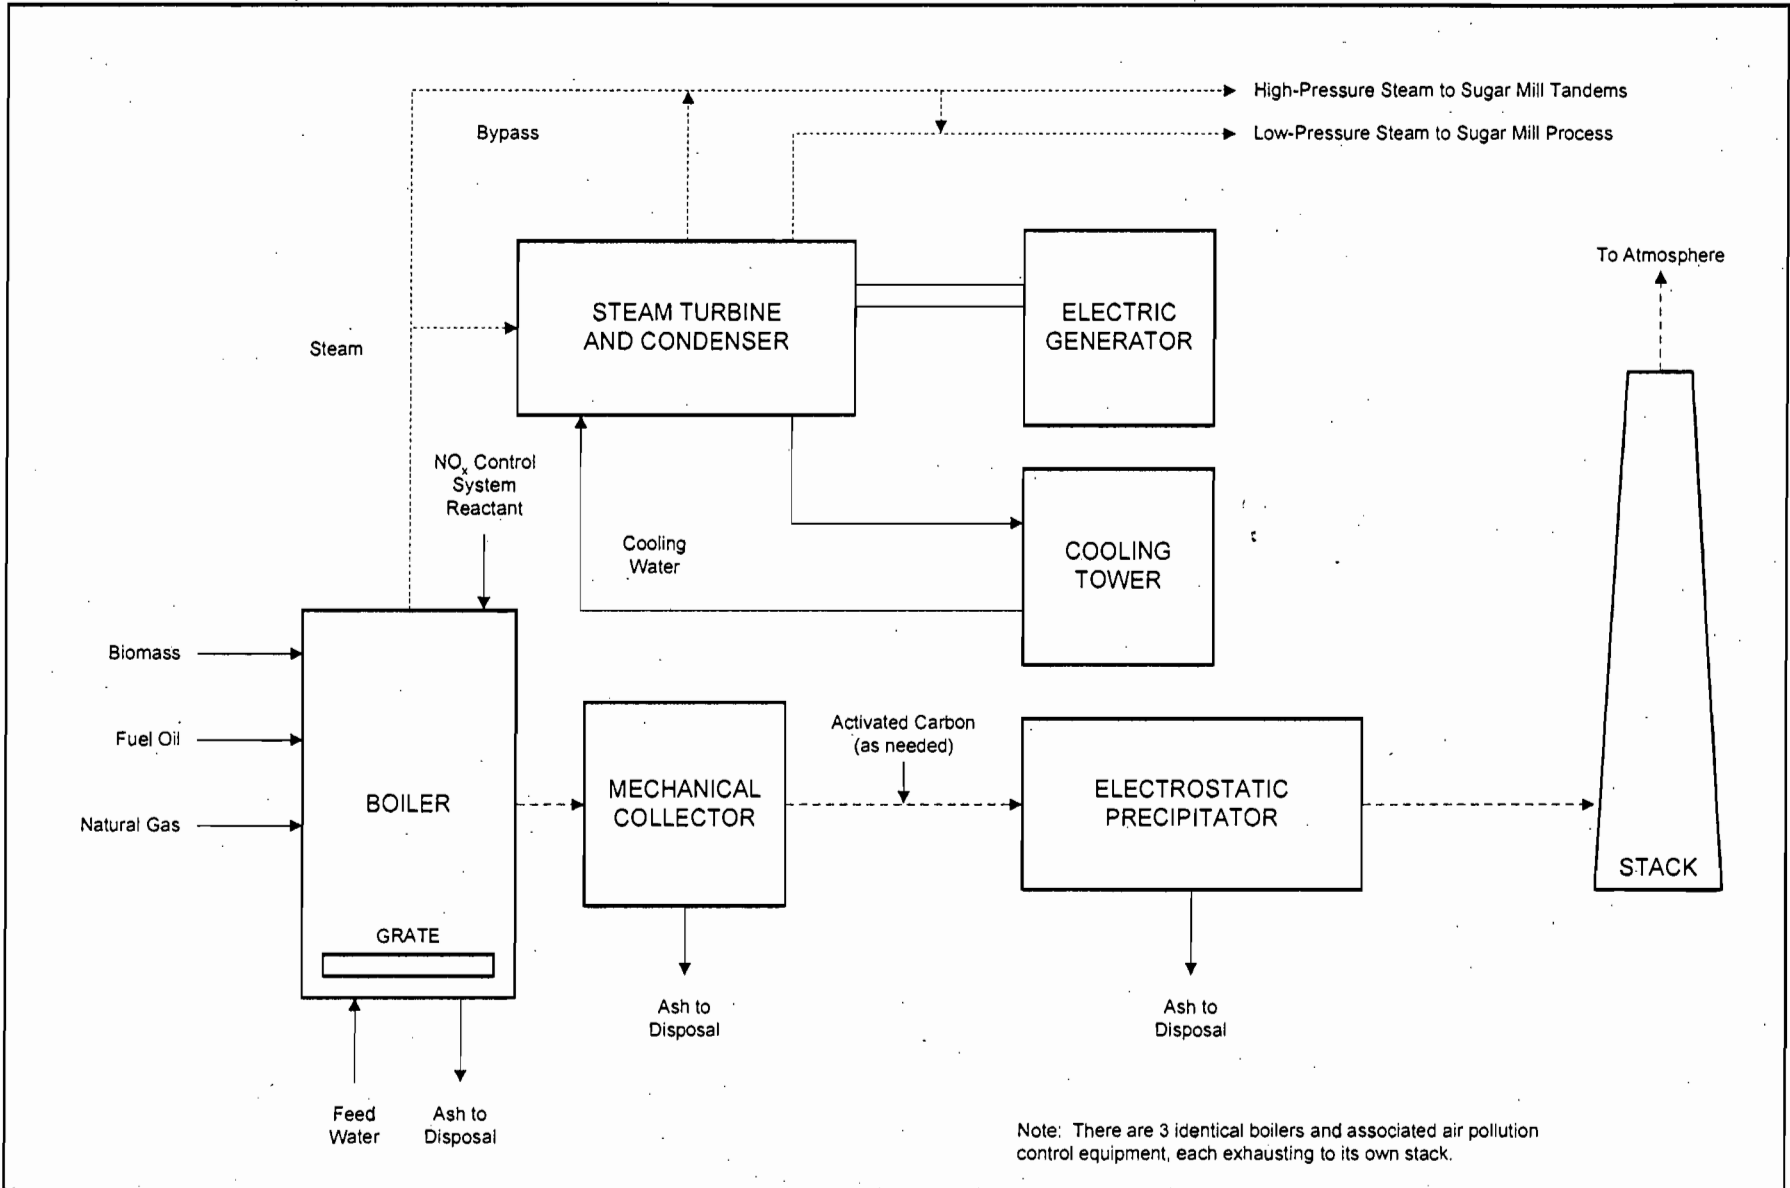 High-Pressure Steam to Sugar Mill Tandems
Bypass
Low-Pressure Steam to Sugar Mill Process
To Atmosphere
STEAM TURBINE
AND CONDENSER
ELECTRIC
GENERATOR
Steam
NOx Control
System
Reactant
Cooling
Water
COOLING
TOWER
Biomass
Fuel Oil
Natural Gas
BOILER
GRATE
MECHANICAL
COLLECTOR
Activated Carbon
(as needed)
ELECTROSTATIC
PRECIPITATOR
STACK
Ash to
Disposal
Ash to
Disposal
Feed
Water
Ash to
Disposal
Note: There are 3 identical boilers and associated air pollution
control equipment, each exhausting to its own stack.